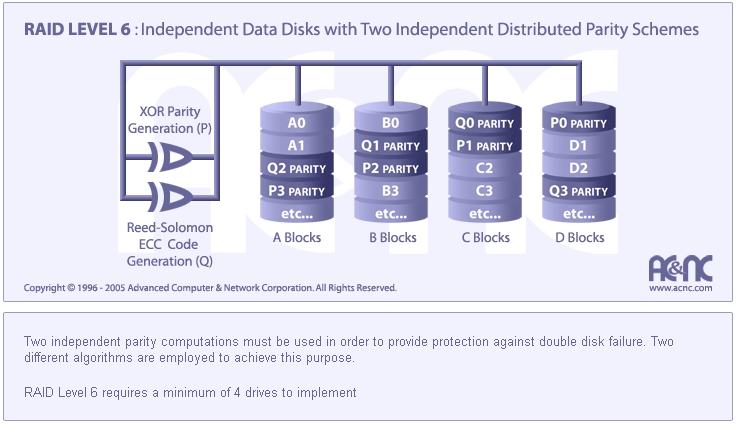 RAID LEVEL 6 : Independent Data Disks with Two Independent Distributed Parity Schemes
XOR Parity
Generation (P)
Reed-Solomon
ECC Code
Generation (Q)
A0
A1
Q2 PARITY
P3 PARITY
etc...
A Blocks
B0
Q1 PARITY
P2 PARITY
B3
etc...
B Blocks
Q0 PARITY
P1 PARITY
C2
C3
etc...
C Blocks
P0 PARITY
D1
D2
Q3 PARITY
etc...
D Blocks
AC&NC
www.acnc.com
Copyright © 1996 - 2005 Advanced Computer & Network Corporation. All Rights Reserved.
Two independent parity computations must be used in order to provide protection against double disk failure. Two
different algorithms are employed to achieve this purpose.
RAID Level 6 requires a minimum of 4 drives to implement